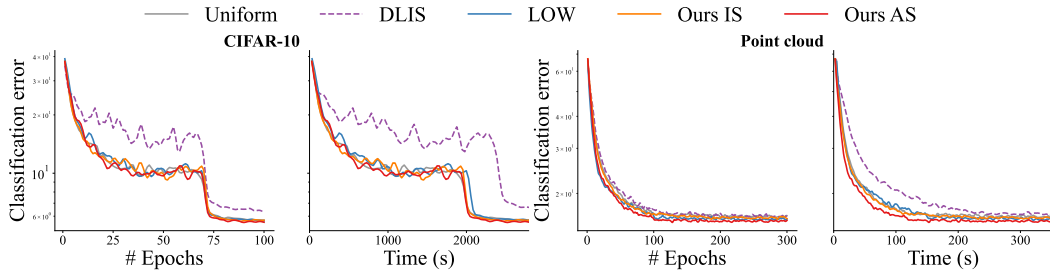 Uniform DLIS LOW Ours IS Ours AS
CIFAR-10 Point cloud
Classification error
4 × 10¹
2 × 10¹
10¹
6 × 10⁰
0 25 50 75 100
# Epochs
0 1000 2000
Time (s)
Classification error
6 × 10¹
4 × 10¹
3 × 10¹
2 × 10¹
0 100 200 300
# Epochs
0 100 200 300
Time (s)